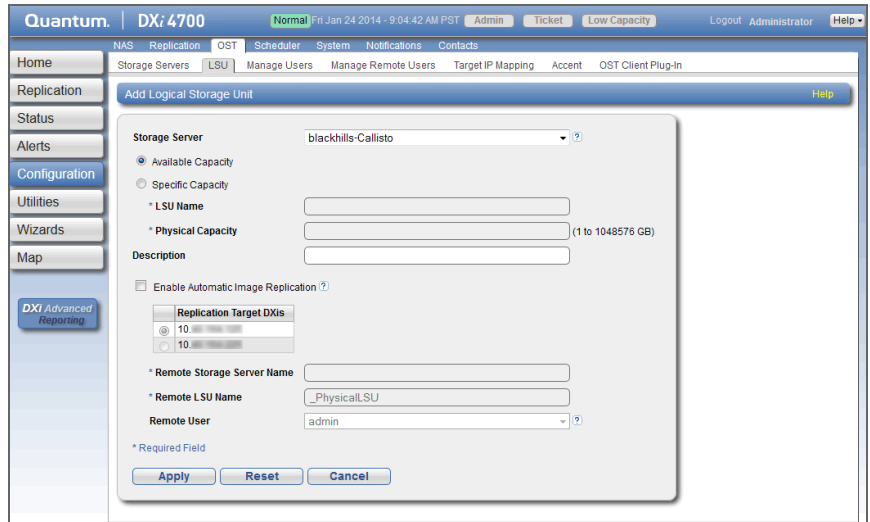 Quantum. DXi 4700 Normal Fri Jan 24 2014 - 9:04:42 AM PST Admin Ticket Low Capacity Logout Administrator Help
NAS Replication OST Scheduler System Notifications Contacts
Storage Servers LSU Manage Users Manage Remote Users Target IP Mapping Accent OST Client Plug-In
Home
Replication
Status
Alerts
Configuration
Utilities
Wizards
Map
DXi Advanced
Reporting
Add Logical Storage Unit Help
Storage Server blackhills-Callisto ?
Available Capacity
Specific Capacity
* LSU Name
* Physical Capacity (1 to 1048576 GB)
Description
Enable Automatic Image Replication ?
Replication Target DXis
10.
10.
* Remote Storage Server Name
* Remote LSU Name _PhysicalLSU
Remote User admin ?
* Required Field
Apply Reset Cancel